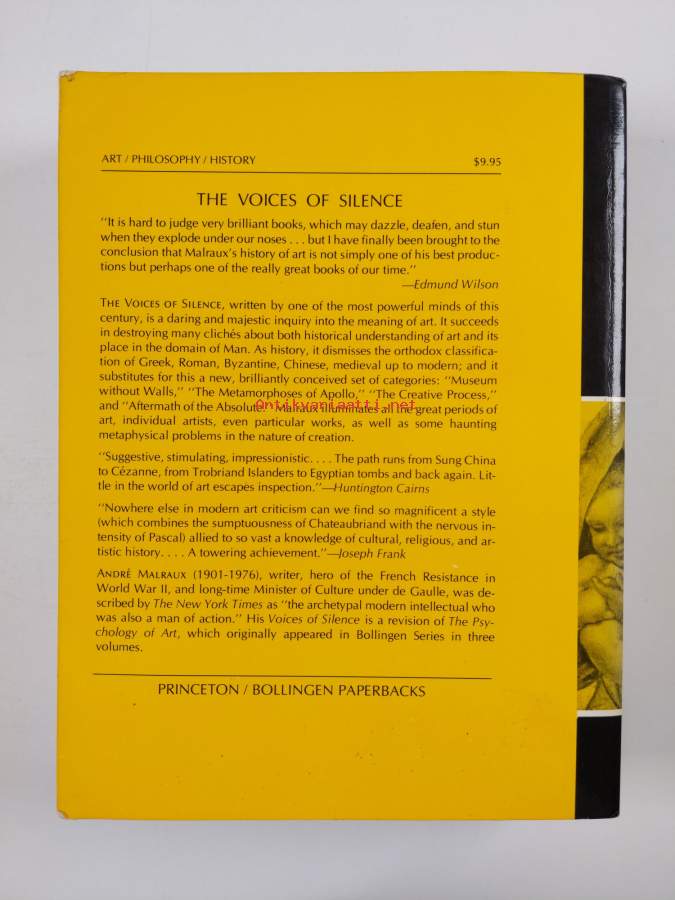 ART / PHILOSOPHY / HISTORY $9.95
THE VOICES OF SILENCE
"It is hard to judge very brilliant books, which may dazzle, deafen, and stun
when they explode under our noses . . . but I have finally been brought to the
conclusion that Malraux's history of art is not simply one of his best produc-
tions but perhaps one of the really great books of our time."
—Edmund Wilson
THE VOICES OF SILENCE, written by one of the most powerful minds of this
century, is a daring and majestic inquiry into the meaning of art. It succeeds
in destroying many clichés about both historical understanding of art and its
place in the domain of Man. As history, it dismisses the orthodox classifica-
tion of Greek, Roman, Byzantine, Chinese, medieval up to modern; and it
substitutes for this a new, brilliantly conceived set of categories: "Museum
without Walls," "The Metamorphoses of Apollo," "The Creative Process,"
and "Aftermath of the Absolute." Malraux illuminates all the great periods of
Antikvariaatti.net
art, individual artists, even particular works, as well as some haunting
metaphysical problems in the nature of creation.
"Suggestive, stimulating, impressionistic. . . . The path runs from Sung China
to Cézanne, from Trobriand Islanders to Egyptian tombs and back again. Lit-
tle in the world of art escapes inspection."—Huntington Cairns
"Nowhere else in modern art criticism can we find so magnificent a style
(which combines the sumptuousness of Chateaubriand with the nervous in-
tensity of Pascal) allied to so vast a knowledge of cultural, religious, and ar-
tistic history. . . . A towering achievement."—Joseph Frank
ANDRÉ MALRAUX (1901-1976), writer, hero of the French Resistance in
World War II, and long-time Minister of Culture under de Gaulle, was de-
scribed by The New York Times as "the archetypal modern intellectual who
was also a man of action." His Voices of Silence is a revision of The Psy-
chology of Art, which originally appeared in Bollingen Series in three
volumes.
PRINCETON / BOLLINGEN PAPERBACKS